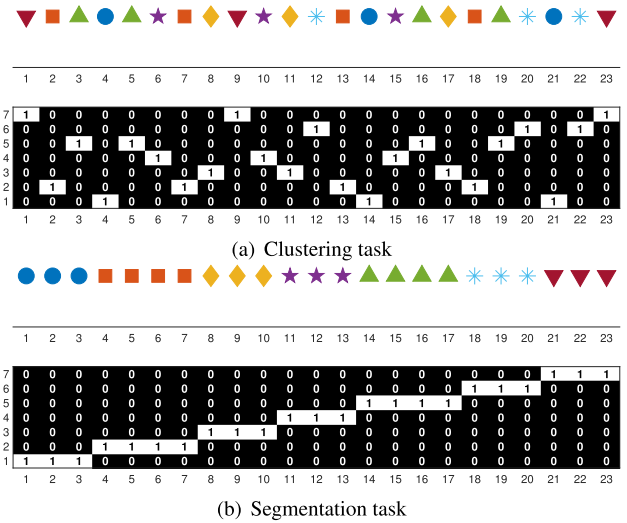 1 2 3 4 5 6 7 8 9 10 11 12 13 14 15 16 17 18 19 20 21 22 23
7 1 0 0 0 0 0 0 0 1 0 0 0 0 0 0 0 0 0 0 0 0 0 1
6 0 0 0 0 0 0 0 0 0 0 0 1 0 0 0 0 0 0 0 1 0 1 0
5 0 0 1 0 1 0 0 0 0 0 0 0 0 0 0 1 0 0 1 0 0 0 0
4 0 0 0 0 0 1 0 0 0 1 0 0 0 0 1 0 0 0 0 0 0 0 0
3 0 0 0 0 0 0 0 1 0 0 1 0 0 0 0 0 1 0 0 0 0 0 0
2 0 1 0 0 0 0 1 0 0 0 0 0 1 0 0 0 0 1 0 0 0 0 0
1 0 0 0 1 0 0 0 0 0 0 0 0 0 1 0 0 0 0 0 0 1 0 0
1 2 3 4 5 6 7 8 9 10 11 12 13 14 15 16 17 18 19 20 21 22 23
(a) Clustering task
1 2 3 4 5 6 7 8 9 10 11 12 13 14 15 16 17 18 19 20 21 22 23
7 0 0 0 0 0 0 0 0 0 0 0 0 0 0 0 0 0 0 0 0 1 1 1
6 0 0 0 0 0 0 0 0 0 0 0 0 0 0 0 0 0 1 1 1 0 0 0
5 0 0 0 0 0 0 0 0 0 0 0 0 0 1 1 1 1 0 0 0 0 0 0
4 0 0 0 0 0 0 0 0 0 0 1 1 1 0 0 0 0 0 0 0 0 0 0
3 0 0 0 0 0 0 0 1 1 1 0 0 0 0 0 0 0 0 0 0 0 0 0
2 0 0 0 1 1 1 1 0 0 0 0 0 0 0 0 0 0 0 0 0 0 0 0
1 1 1 1 0 0 0 0 0 0 0 0 0 0 0 0 0 0 0 0 0 0 0 0
1 2 3 4 5 6 7 8 9 10 11 12 13 14 15 16 17 18 19 20 21 22 23
(b) Segmentation task